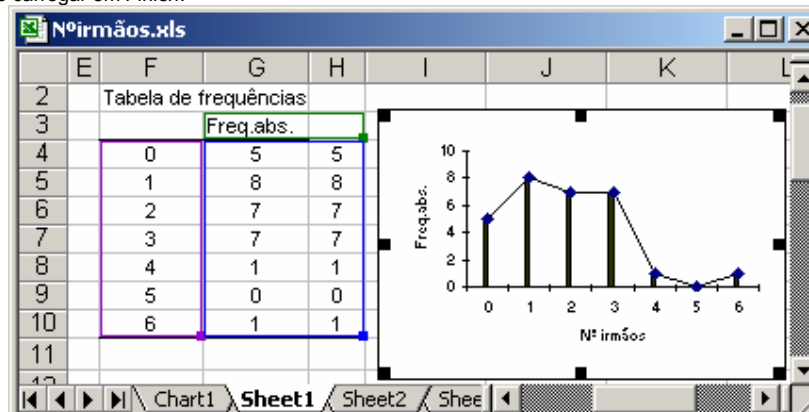 Nºirmãos.xls
E F G H I J K L
2 Tabela de frequências
3 Freq.abs.
4 0 5 5
5 1 8 8
6 2 7 7
7 3 7 7
8 4 1 1
9 5 0 0
10 6 1 1
11
10
8
6
4
2
0
Freq.abs.
0 1 2 3 4 5 6
Nº irmãos
Chart1 Sheet1 Sheet2 Shee